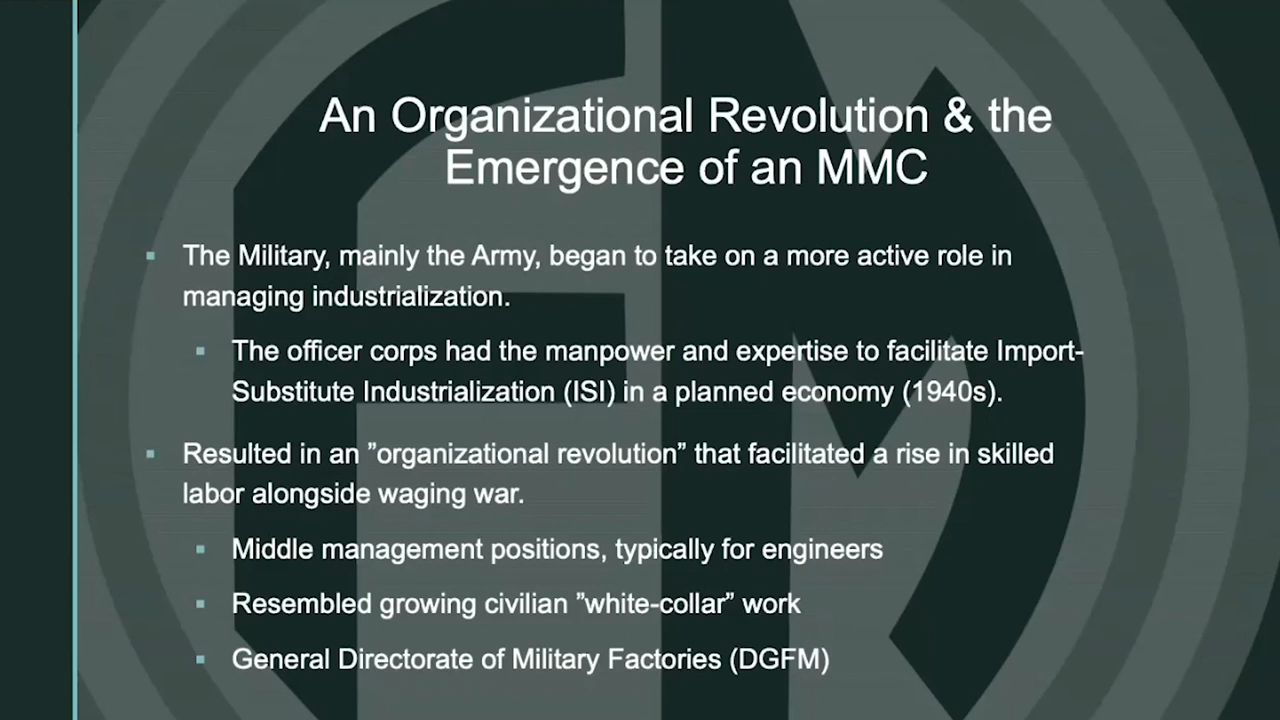 An Organizational Revolution & the
Emergence of an MMC
The Military, mainly the Army, began to take on a more active role in
managing industrialization.
The officer corps had the manpower and expertise to facilitate Import-
Substitute Industrialization (ISI) in a planned economy (1940s).
Resulted in an ”organizational revolution” that facilitated a rise in skilled
labor alongside waging war.
Middle management positions, typically for engineers
Resembled growing civilian ”white-collar” work
General Directorate of Military Factories (DGFM)